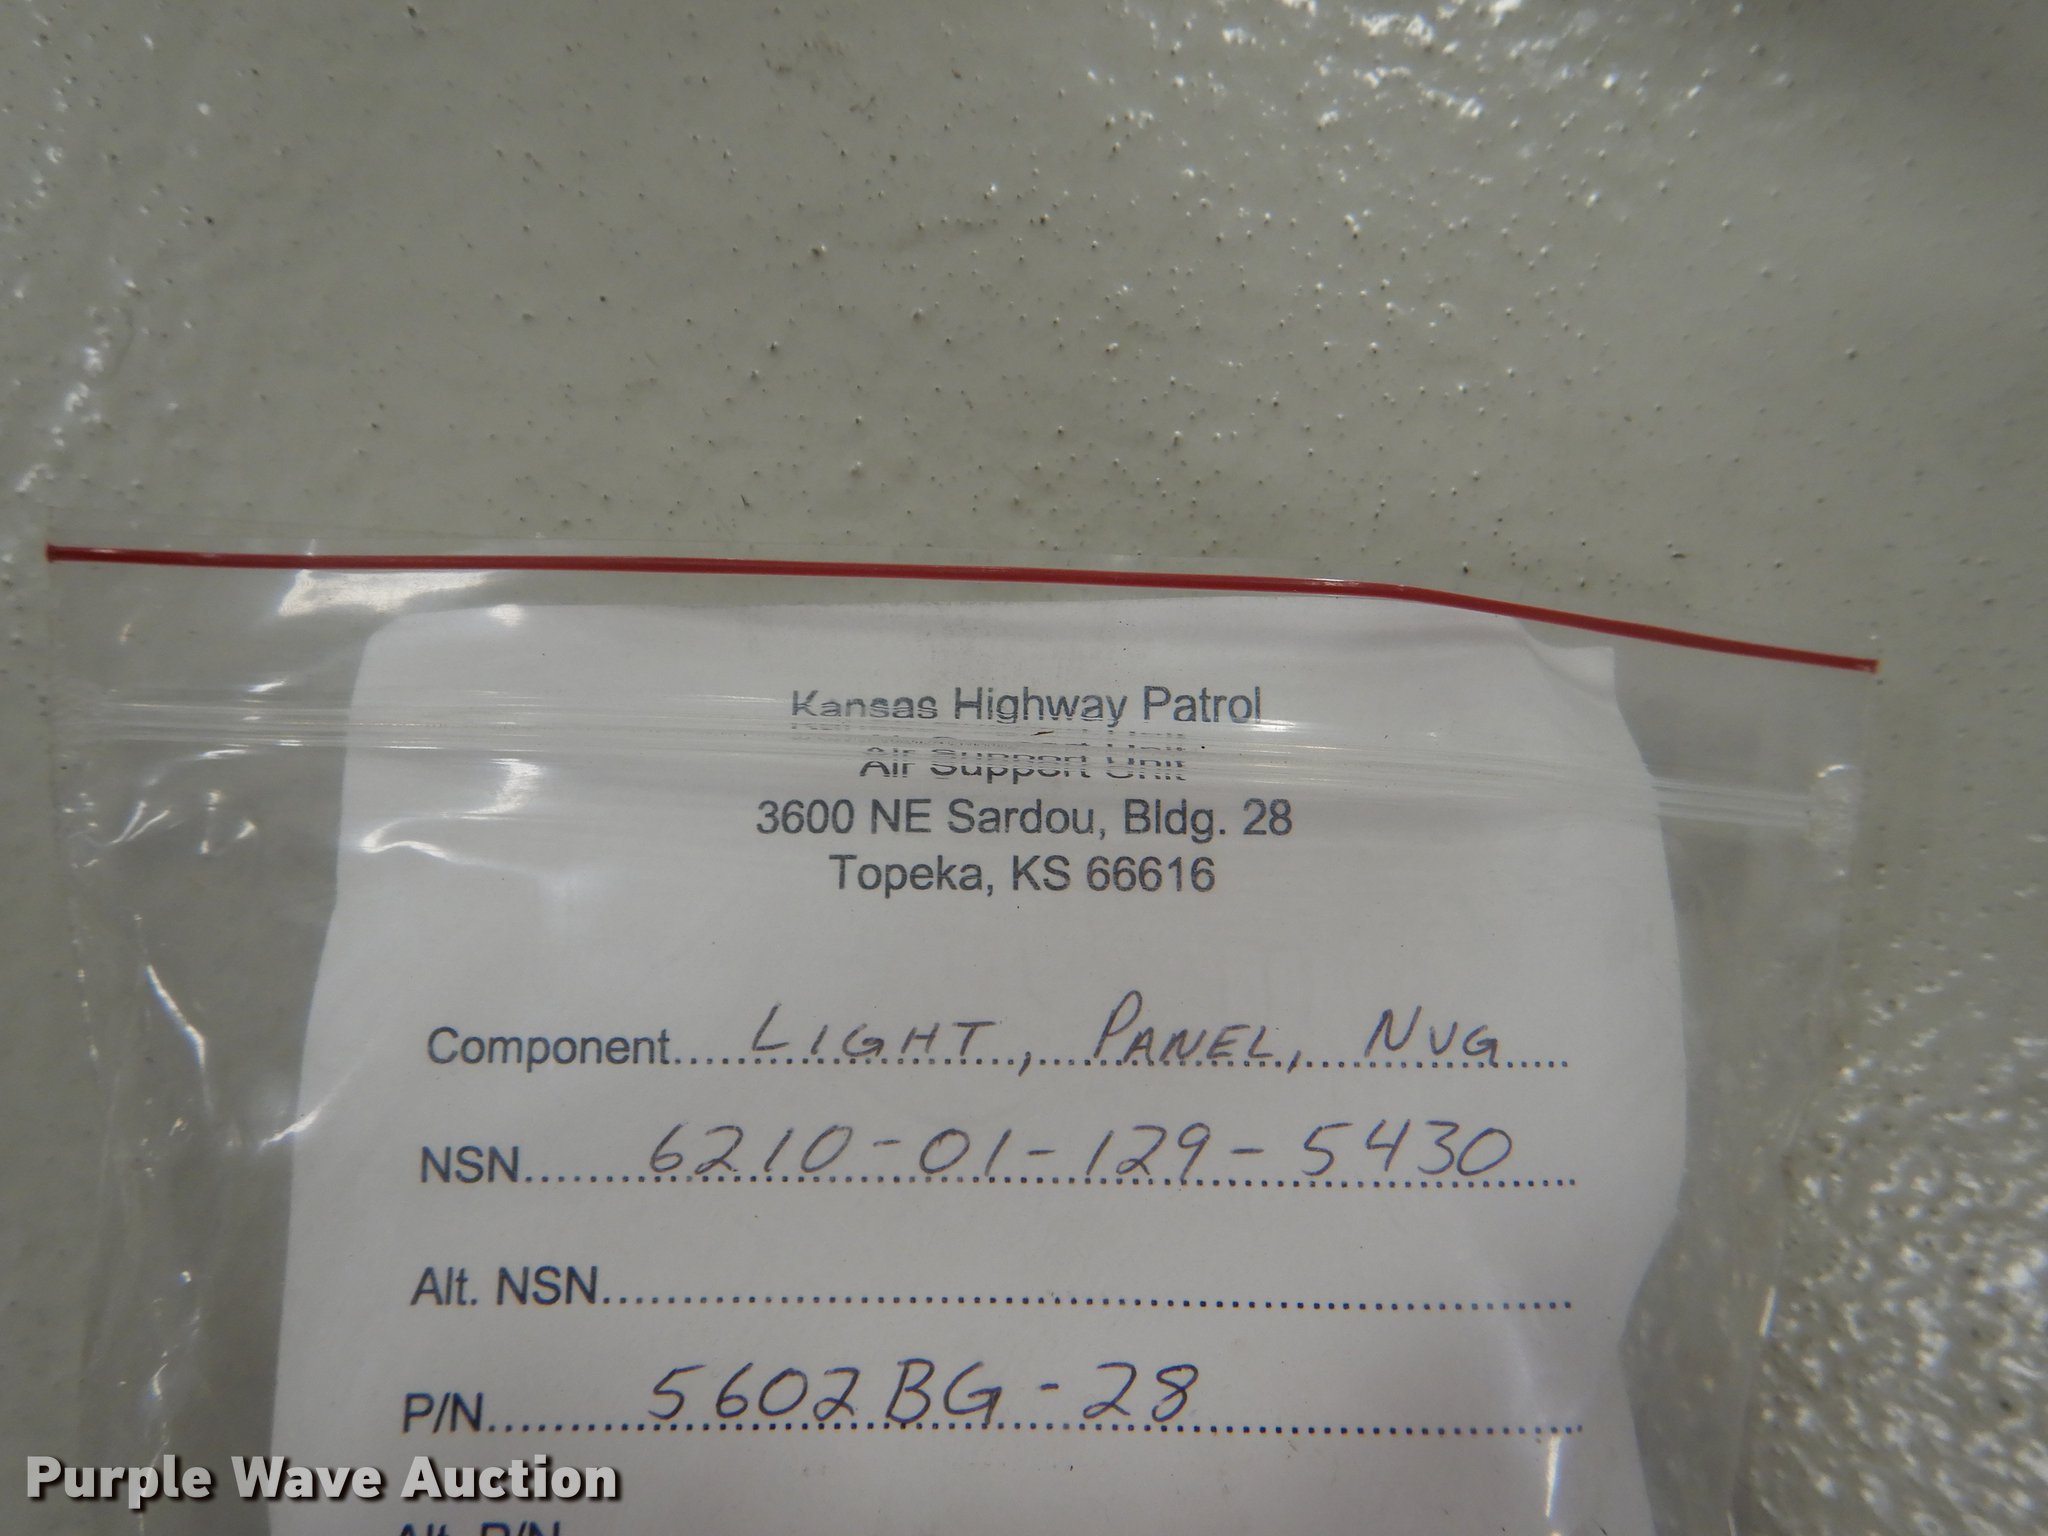 Kansas Highway Patrol
Air Support Unit
3600 NE Sardou, Bldg. 28
Topeka, KS 66616
Component..... LIGHT, PANEL, NVG
NSN..... 6210-01-129-5430
Alt. NSN.....
P/N..... 5602BG-28
Alt. P/N
Purple Wave Auction